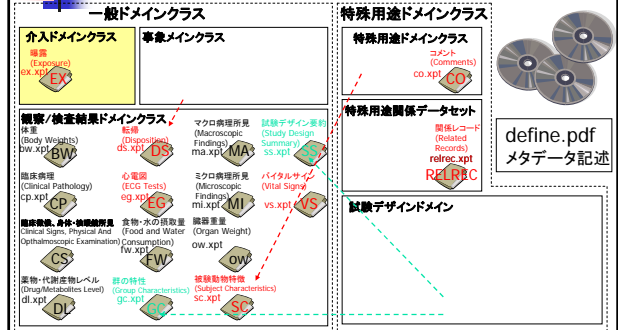 一般ドメインクラス
特殊用途ドメインクラス
介入ドメインクラス
曝露
(Exposure)
ex.xpt
EX
事象ドメインクラス
特殊用途ドメインクラス
コメント
(Comments)
co.xpt
CO
観察/検査結果ドメインクラス
体重
(Body Weights)
bw.xpt
BW
転帰
(Disposition)
ds.xpt
DS
マクロ病理所見
(Macroscopic
Findings)
ma.xpt
MA
試験デザイン要約
(Study Design
Summary)
ss.xpt
SS
臨床病理
(Clinical Pathology)
cp.xpt
CP
心電図
(ECG Tests)
eg.xpt
EG
ミクロ病理所見
(Microscopic
Findings)
mi.xpt
MI
バイタルサイン
(Vital Signs)
vs.xpt
VS
臨床徴候、身体・検眼鏡所見
Clinical Signs, Physical And
Opthalmoscopic Examination)
CS
食物・水の摂取量
(Food and Water
Consumption)
fw.xpt
FW
臓器重量
(Organ Weight)
ow.xpt
ow
薬物・代謝産物レベル
(Drug/Metabolites Level)
dl.xpt
DL
群の特性
(Group Characteristics)
gc.xpt
GC
被験動物特徴
(Subject Characteristics)
sc.xpt
SC
特殊用途関係データセット
関係レコード
(Related
Records)
relrec.xpt
RELREC
試験デザインドメイン
define.pdf
メタデータ記述